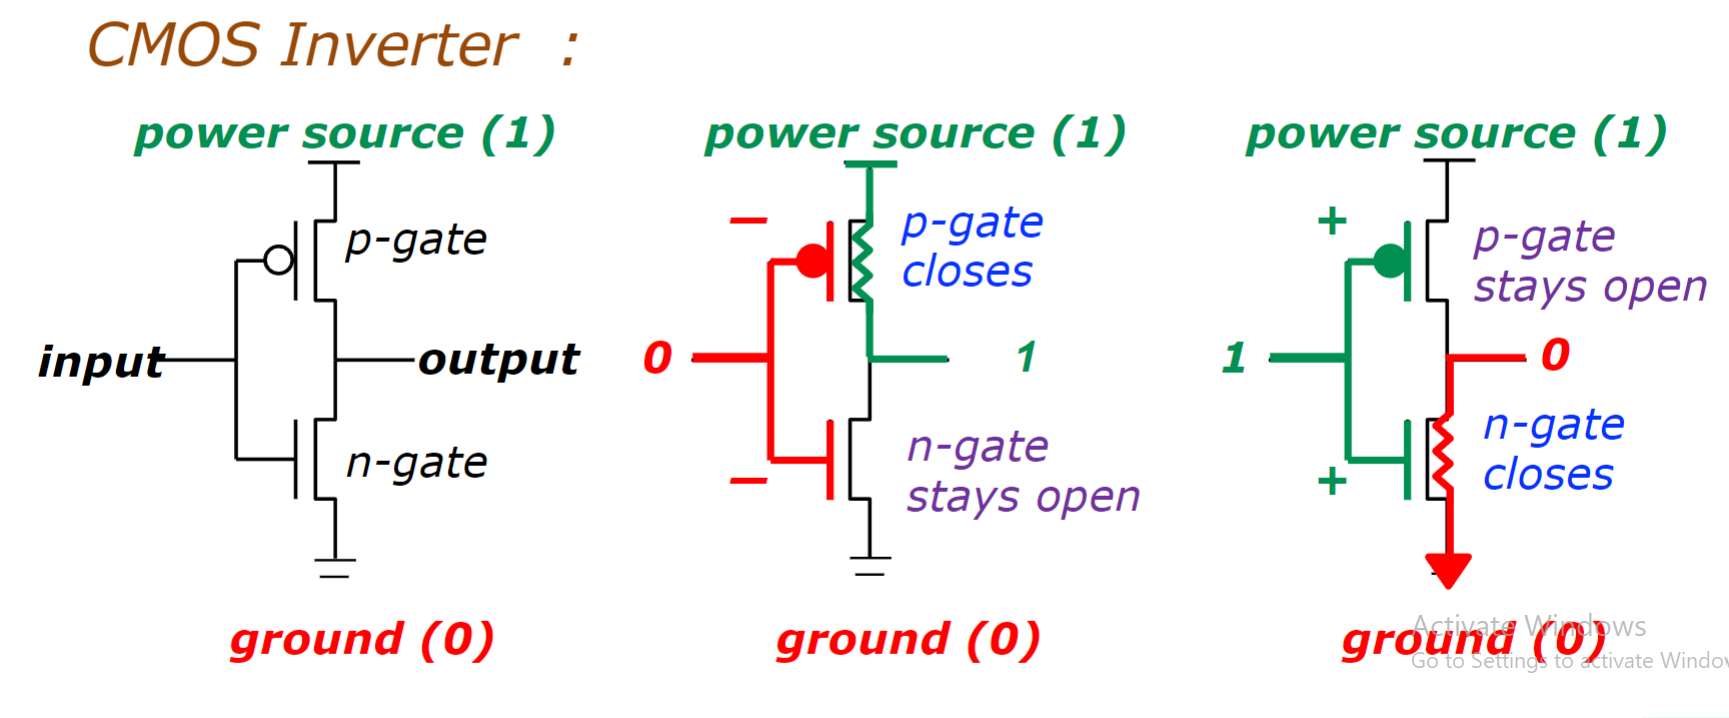 CMOS Inverter :
power source (1)
p-gate
input
output
n-gate
ground (0)
power source (1)
–
p-gate
closes
0
1
–
n-gate
stays open
ground (0)
power source (1)
+
p-gate
stays open
1
0
+
n-gate
closes
ground (0)
Activate Windows
Go to Settings to activate